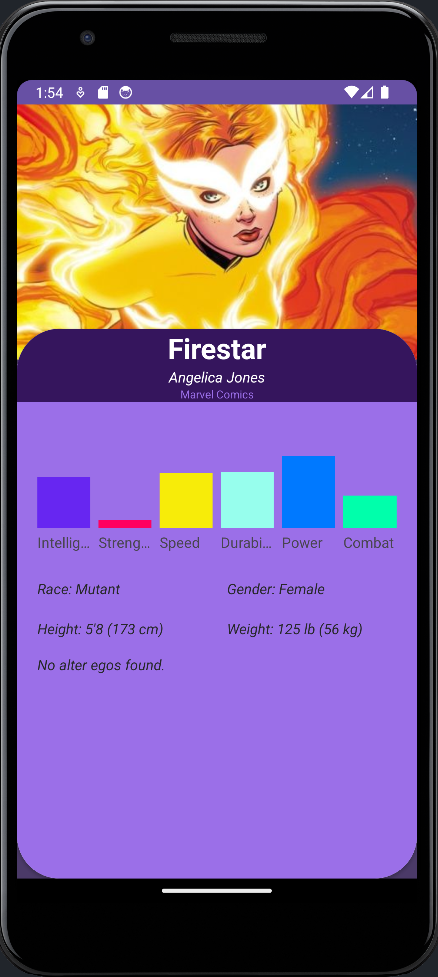 1:54
Firestar
Angelica Jones
Marvel Comics
Intellig... Streng... Speed Durabi... Power Combat
Race: Mutant Gender: Female
Height: 5'8 (173 cm) Weight: 125 lb (56 kg)
No alter egos found.